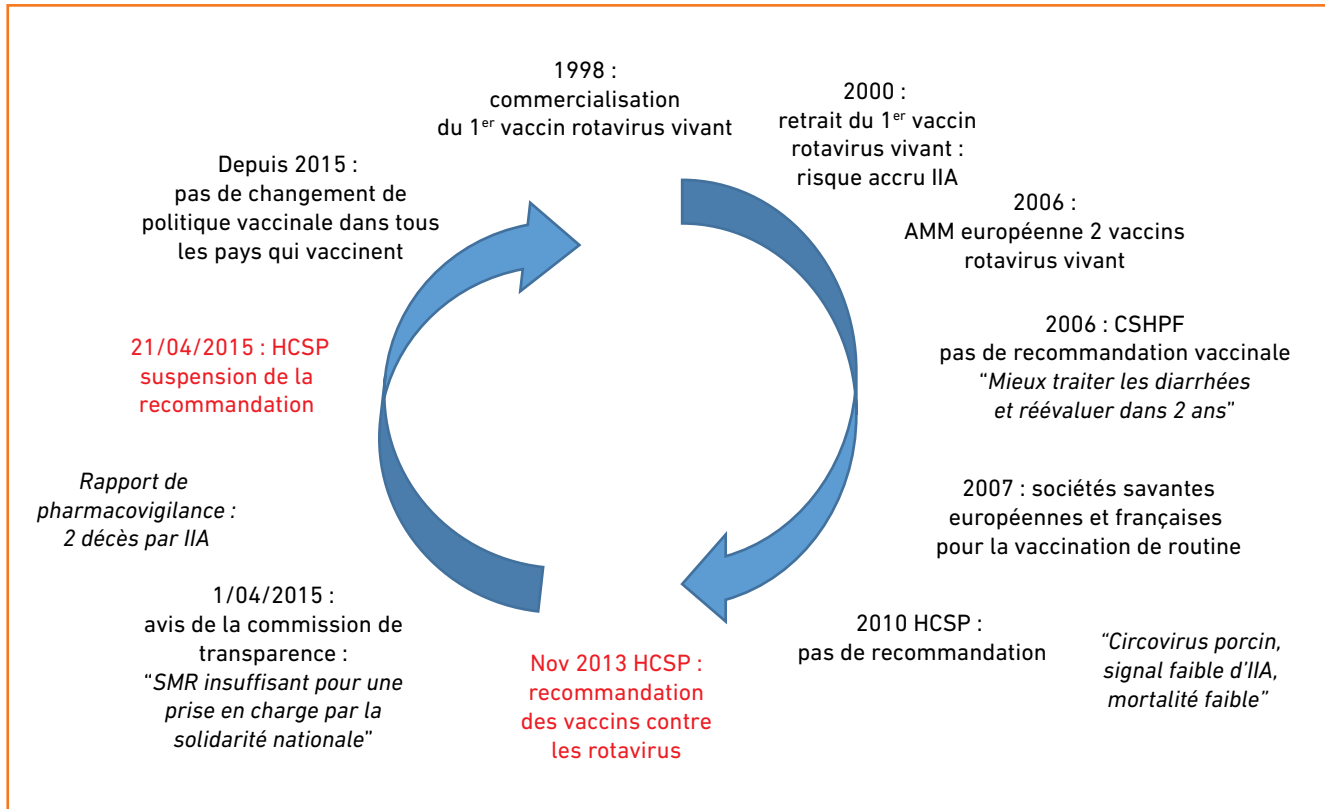 1998 :
commercialisation
du 1er vaccin rotavirus vivant
2000 :
retrait du 1er vaccin
rotavirus vivant :
risque accru IIA
2006 :
AMM européenne 2 vaccins
rotavirus vivant
2006 : CSHPF
pas de recommandation vaccinale
“Mieux traiter les diarrhées
et réévaluer dans 2 ans”
2007 : sociétés savantes
européennes et françaises
pour la vaccination de routine
2010 HCSP :
pas de recommandation
“Circovirus porcin,
signal faible d’IIA,
mortalité faible”
Nov 2013 HCSP :
recommandation
des vaccins contre
les rotavirus
1/04/2015 :
avis de la commission de
transparence :
“SMR insuffisant pour une
prise en charge par la
solidarité nationale”
Rapport de
pharmacovigilance :
2 décès par IIA
21/04/2015 : HCSP
suspension de la
recommandation
Depuis 2015 :
pas de changement de
politique vaccinale dans tous
les pays qui vaccinent